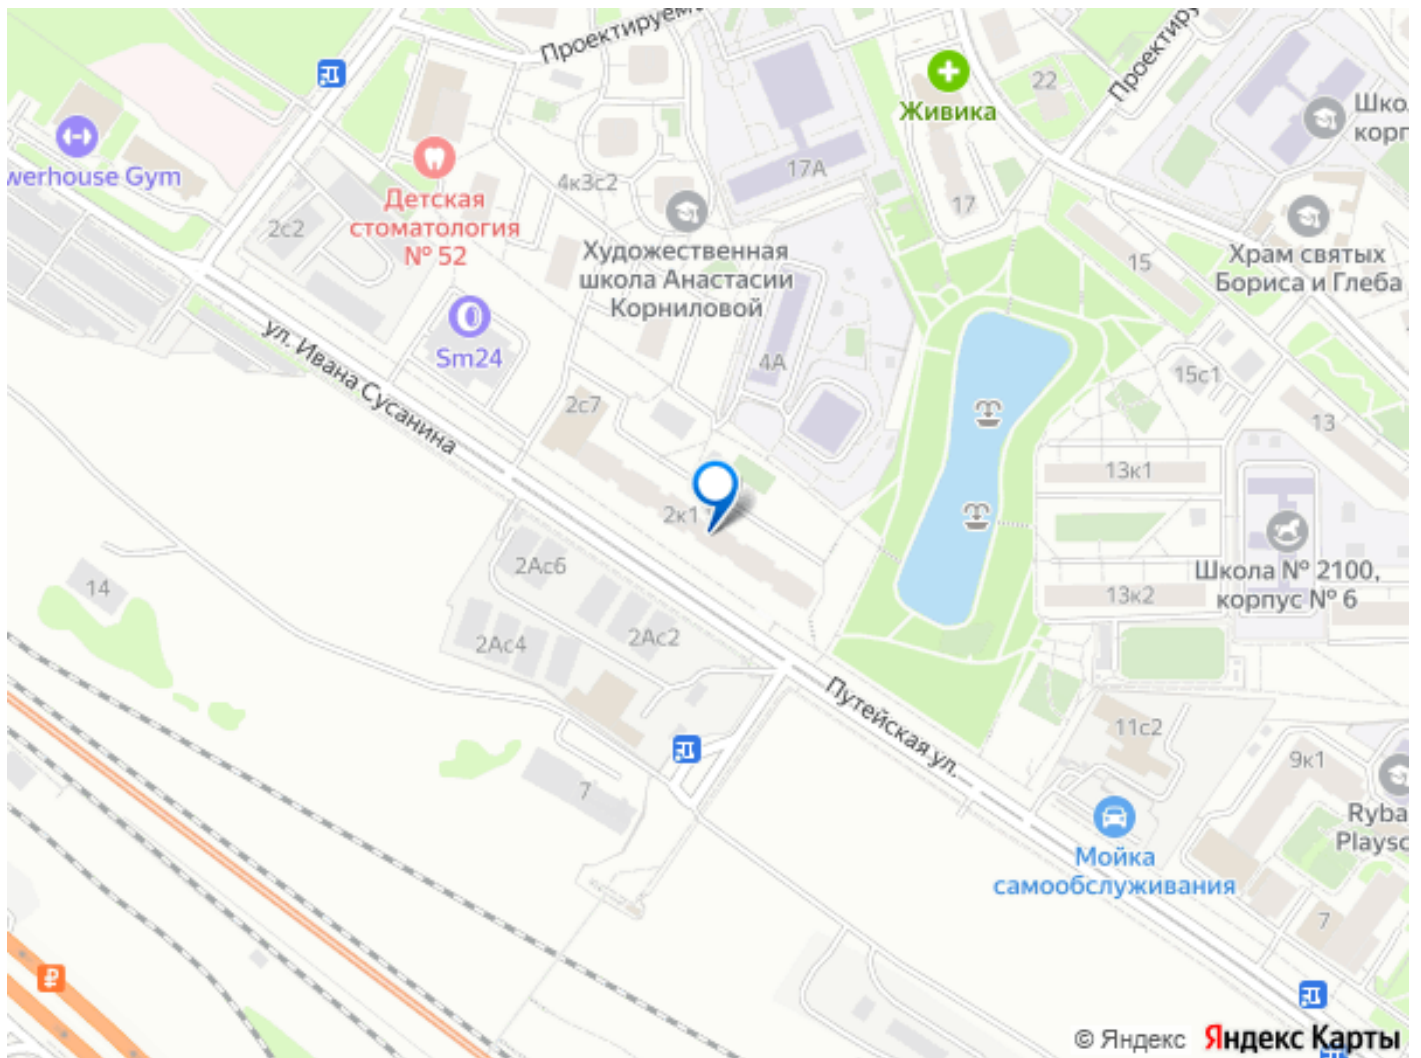 Проектируем
Проектиру
22
Живика
Шко
корп
werhouse Gym
Детская
стоматология
№ 52
4к3с2
17А
17
2с2
Художественная
школа Анастасии
Корниловой
15
Храм святых
Бориса и Глеба
ул. Ивана Сусанина
Sm24
4А
15с1
2с7
13
13к1
2к1
2Ас6
14
Школа № 2100,
корпус № 6
13к2
2Ас2
2Ас4
Путейская ул.
11с2
9к1
7
Ryba
Playsc
Мойка
самообслуживания
7
© Яндекс Яндекс Карты